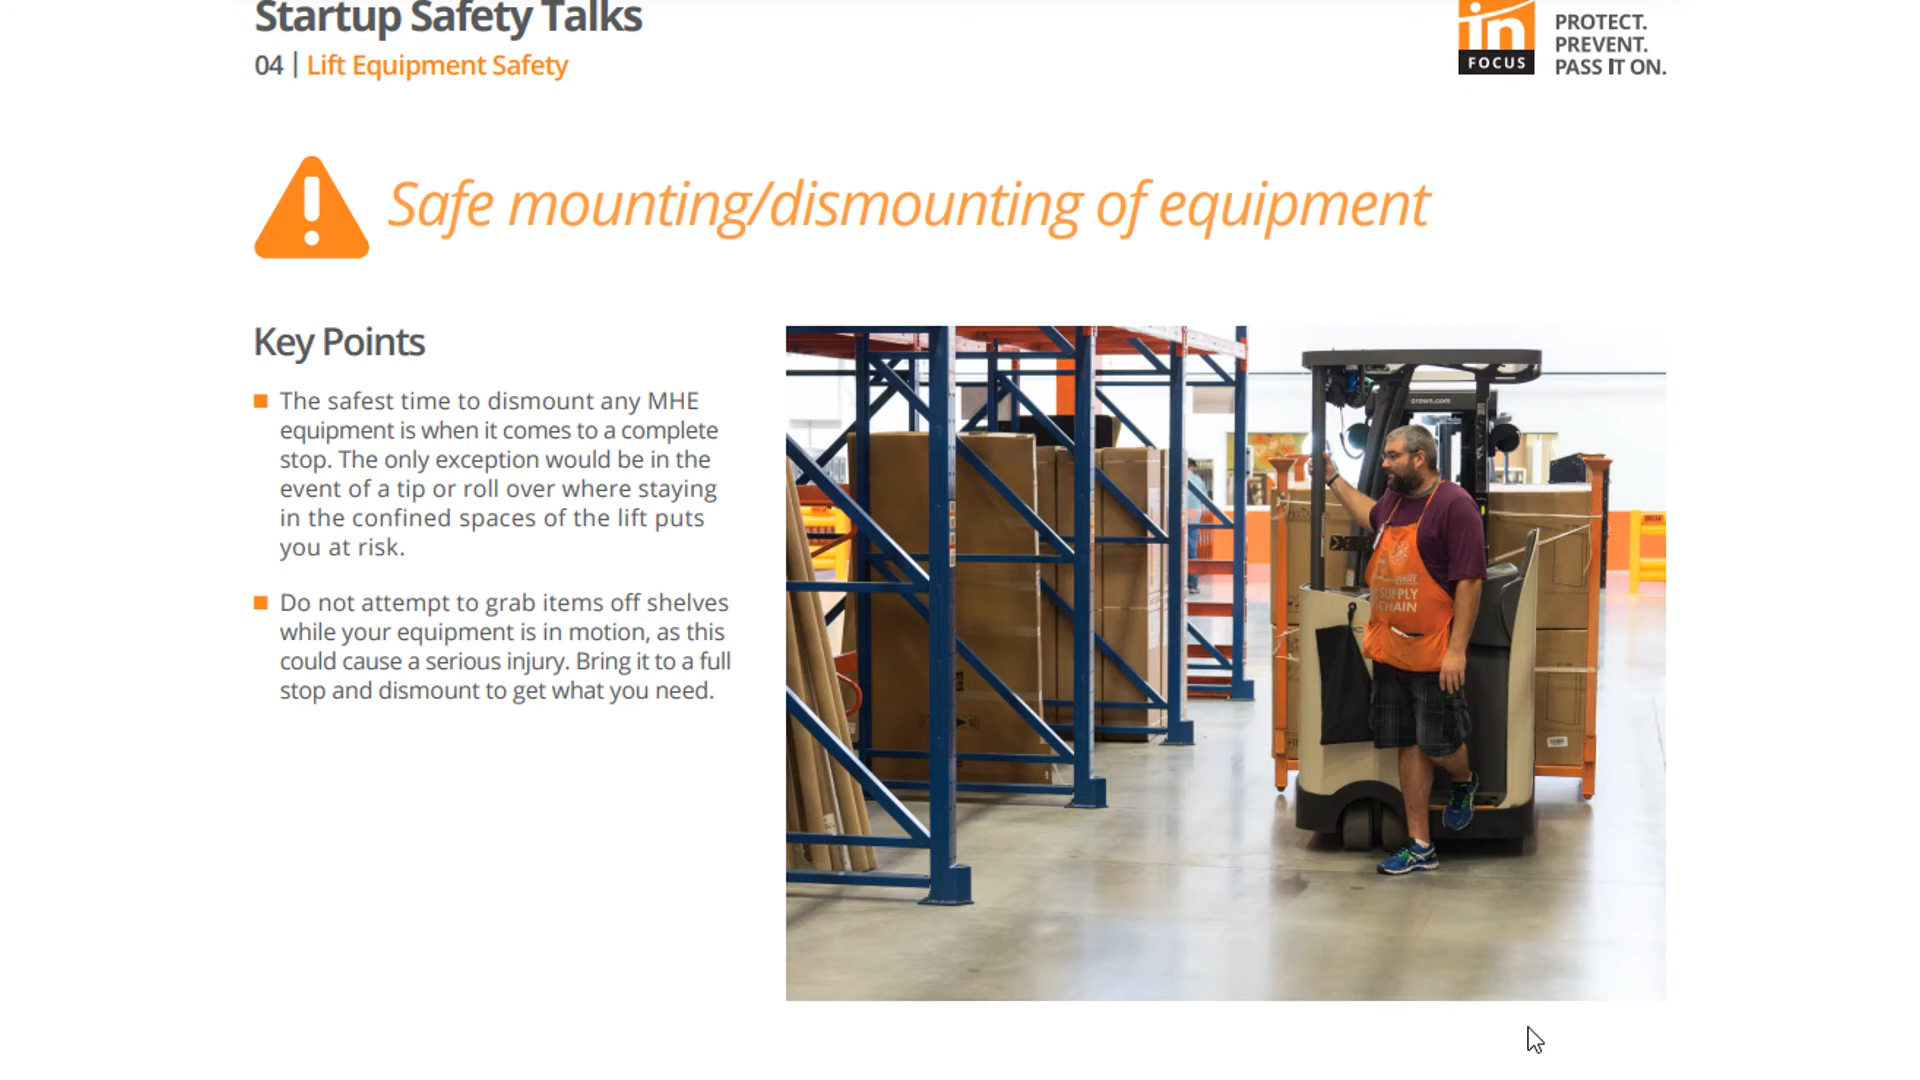 Startup Safety Talks
04 | Lift Equipment Safety
in
FOCUS
PROTECT.
PREVENT.
PASS IT ON.
Safe mounting/dismounting of equipment
Key Points
The safest time to dismount any MHE
equipment is when it comes to a complete
stop. The only exception would be in the
event of a tip or roll over where staying
in the confined spaces of the lift puts
you at risk.
Do not attempt to grab items off shelves
while your equipment is in motion, as this
could cause a serious injury. Bring it to a full
stop and dismount to get what you need.
crown.com
SUPPLY
CHAIN